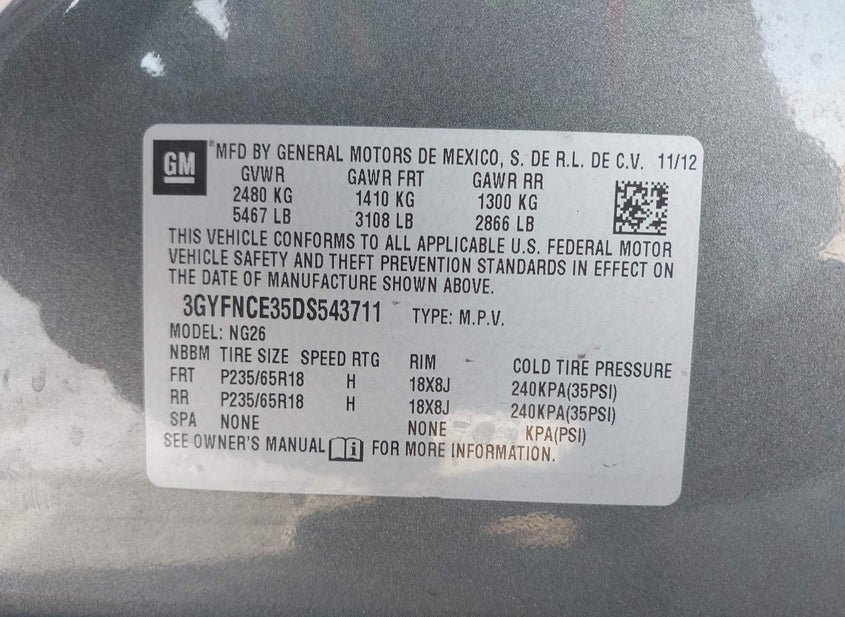 GM
*MFD BY GENERAL MOTORS DE MEXICO, S. DE R.L. DE C.V. 11/12
GVWR GAWR FRT GAWR RR
2480 KG 1410 KG 1300 KG
5467 LB 3108 LB 2866 LB
THIS VEHICLE CONFORMS TO ALL APPLICABLE U.S. FEDERAL MOTOR
VEHICLE SAFETY AND THEFT PREVENTION STANDARDS IN EFFECT ON
THE DATE OF MANUFACTURE SHOWN ABOVE.
3GYFNCE35DS543711 TYPE: M.P.V.
MODEL: NG26
NBBM TIRE SIZE SPEED RTG RIM COLD TIRE PRESSURE
FRT P235/65R18 H 18X8J 240KPA(35PSI)
RR P235/65R18 H 18X8J 240KPA(35PSI)
SPA NONE NONE KPA(PSI)
SEE OWNER'S MANUAL i FOR MORE INFORMATION.